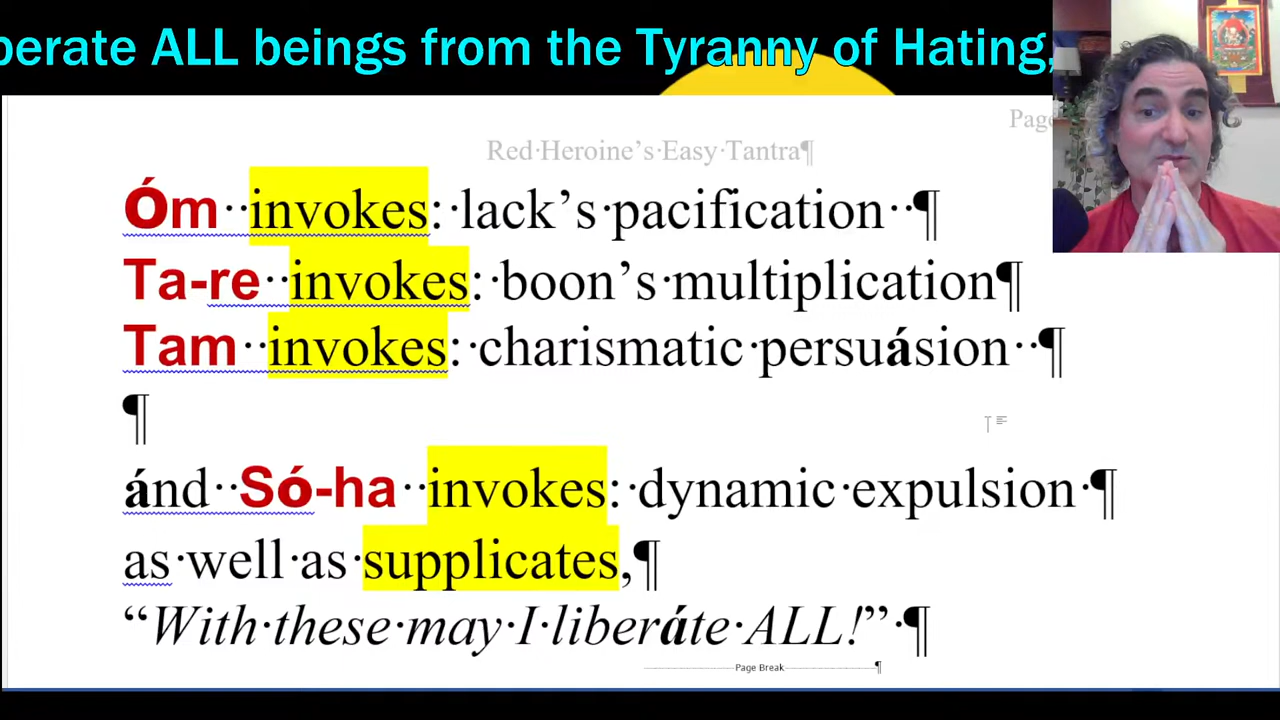 berate ALL beings from the Tyranny of Hating,
Page
Red·Heroine's·Easy·Tantra¶
Óm··invokes:·lack's·pacification··¶
Ta-re··invokes:·boon's·multiplication¶
Tam··invokes:·charismatic·persuásion··¶
¶
ánd··Só-ha··invokes:·dynamic·expulsion·¶
as·well·as·supplicates,¶
“With·these·may·I·liberáte·ALL!”·¶
Page Break¶